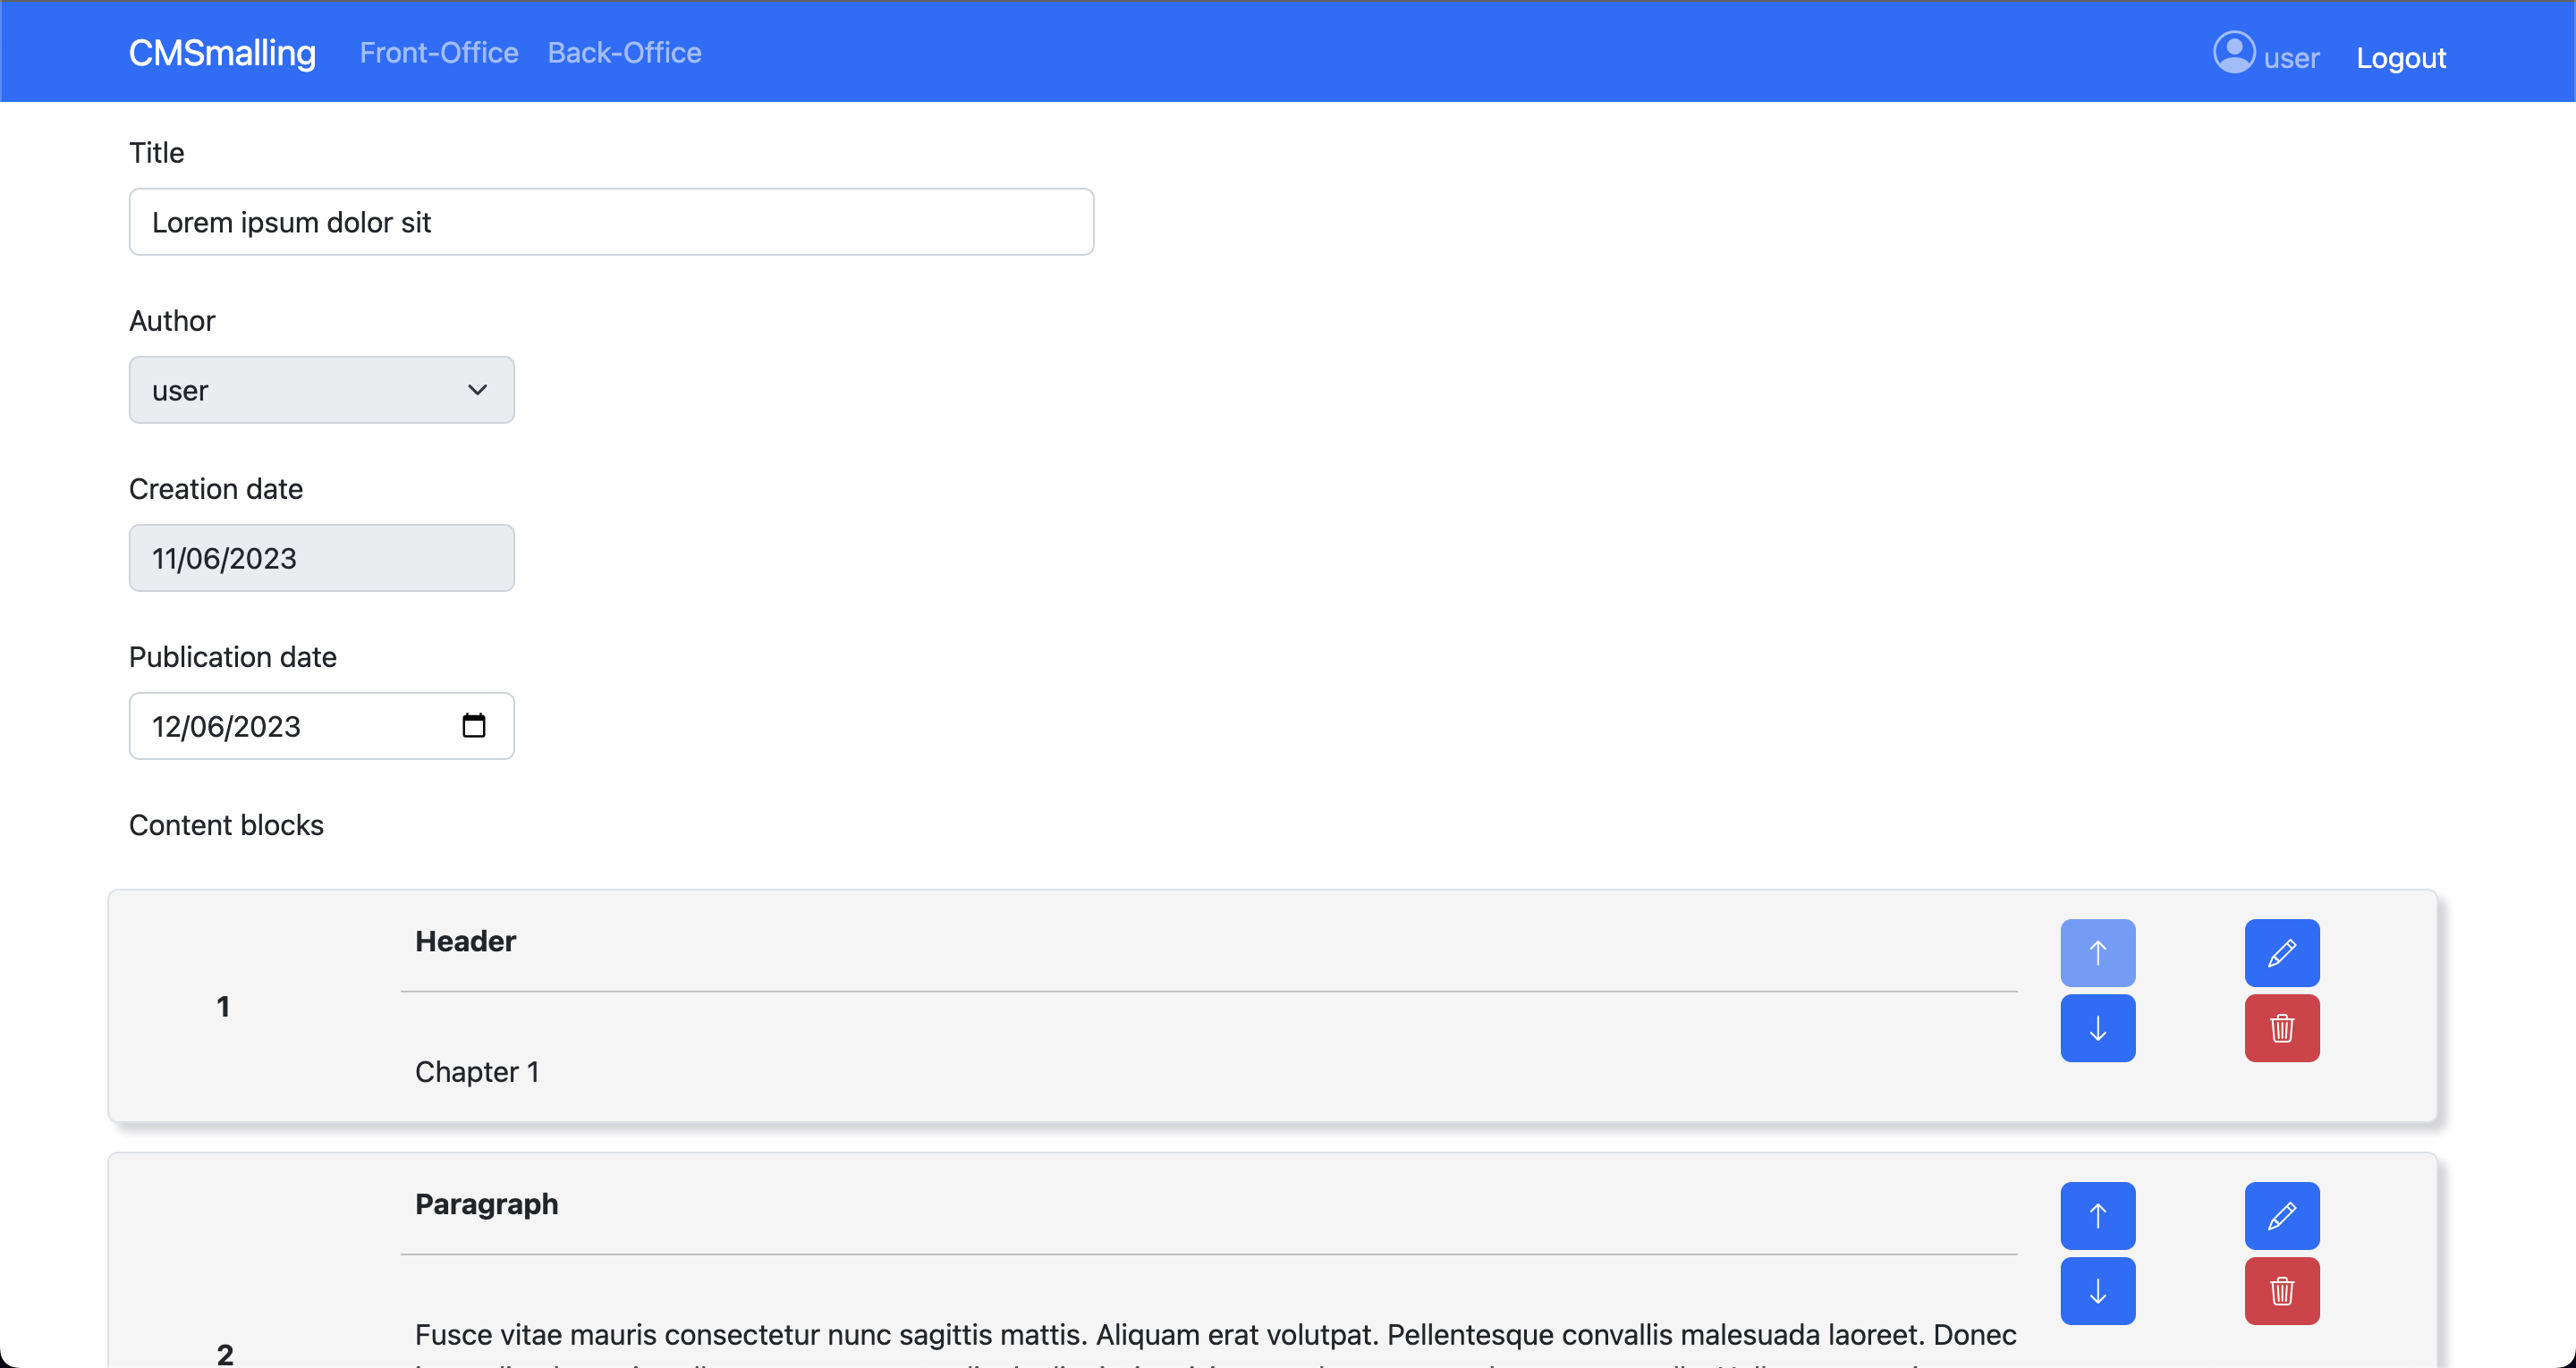 CMSmalling Front-Office Back-Office user Logout
Title
Lorem ipsum dolor sit
Author
user
Creation date
11/06/2023
Publication date
12/06/2023
Content blocks
Header
1
Chapter 1
Paragraph
Fusce vitae mauris consectetur nunc sagittis mattis. Aliquam erat volutpat. Pellentesque convallis malesuada laoreet. Donec
2